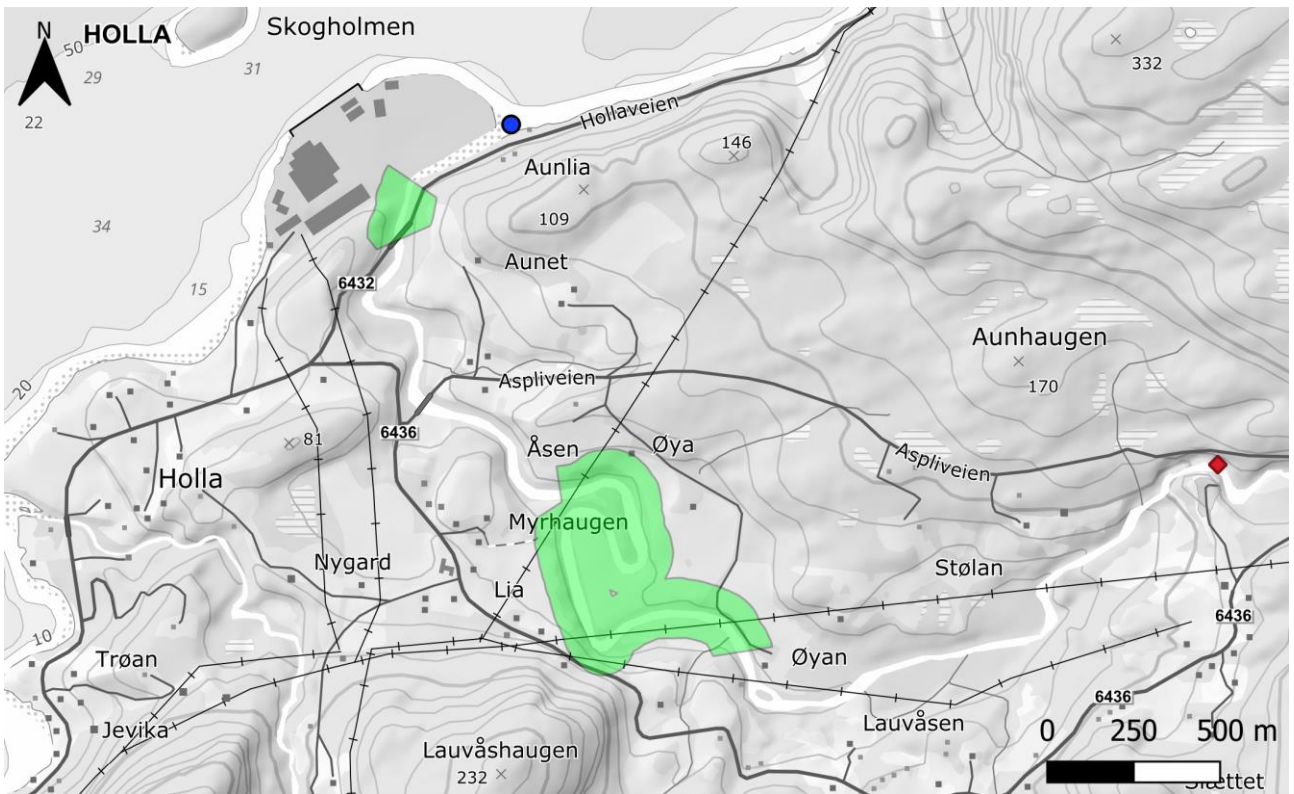 N
HOLLA
Skogholmen
50
29
31
22
332
Hollaveien
146
Aunlia
34
109
Aunet
15
6432
Aunhaugen
170
20
Aspliveien
6436
81
Åsen
Øya
Aspliveien
Holla
Myrhaugen
Nygard
Stølan
Lia
10
6436
Trøan
Øyan
6436
Lauvåsen
Jevika
0 250 500 m
Lauvåshaugen
232